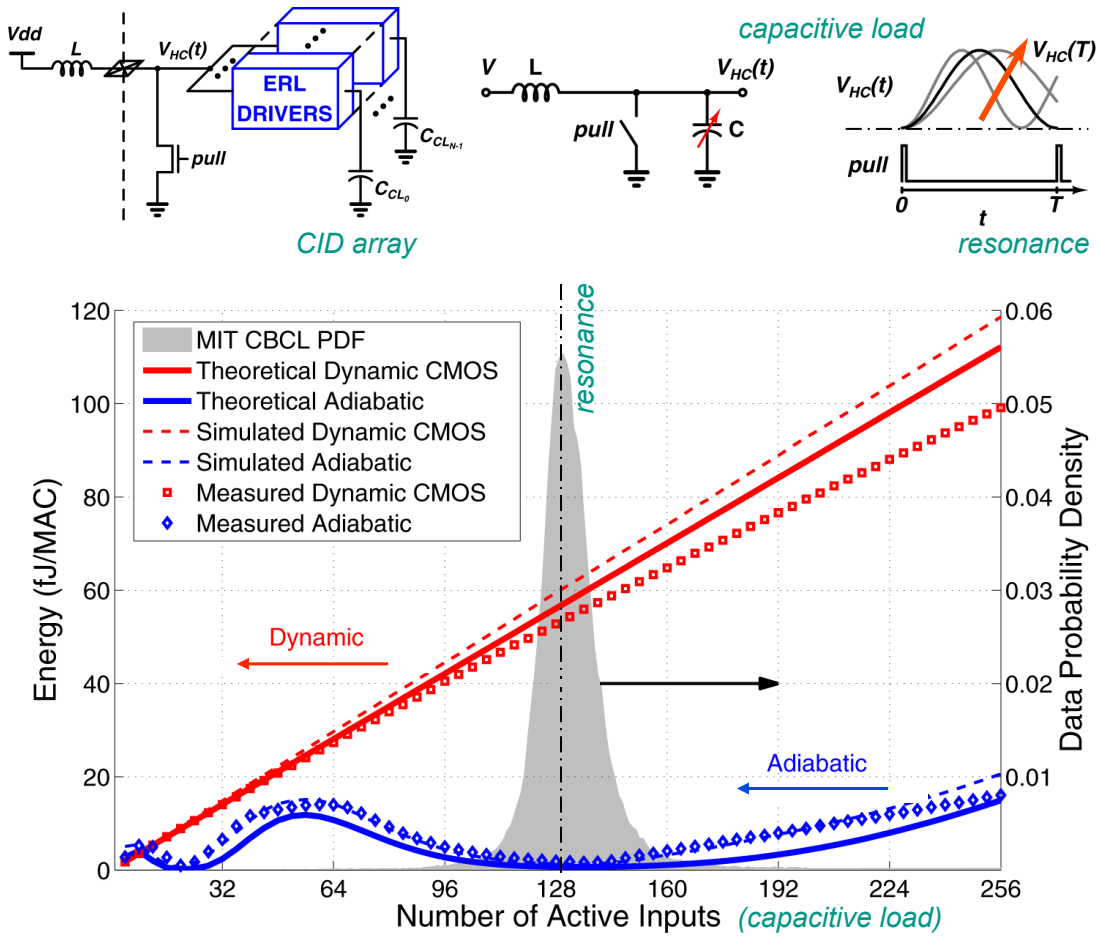 Vdd
L
V_HC(t)
ERL
DRIVERS
pull
C_CL_N-1
C_CL_0
CID array
V
L
V_HC(t)
pull
C
capacitive load
V_HC(T)
V_HC(t)
pull
0
t
T
resonance
120
100
80
60
40
20
0
Energy (fJ/MAC)
MIT CBCL PDF
Theoretical Dynamic CMOS
Theoretical Adiabatic
Simulated Dynamic CMOS
Simulated Adiabatic
Measured Dynamic CMOS
Measured Adiabatic
resonance
Dynamic
Adiabatic
0.06
0.05
0.04
0.03
0.02
0.01
0
Data Probability Density
32
64
96
128
160
192
224
256
Number of Active Inputs (capacitive load)